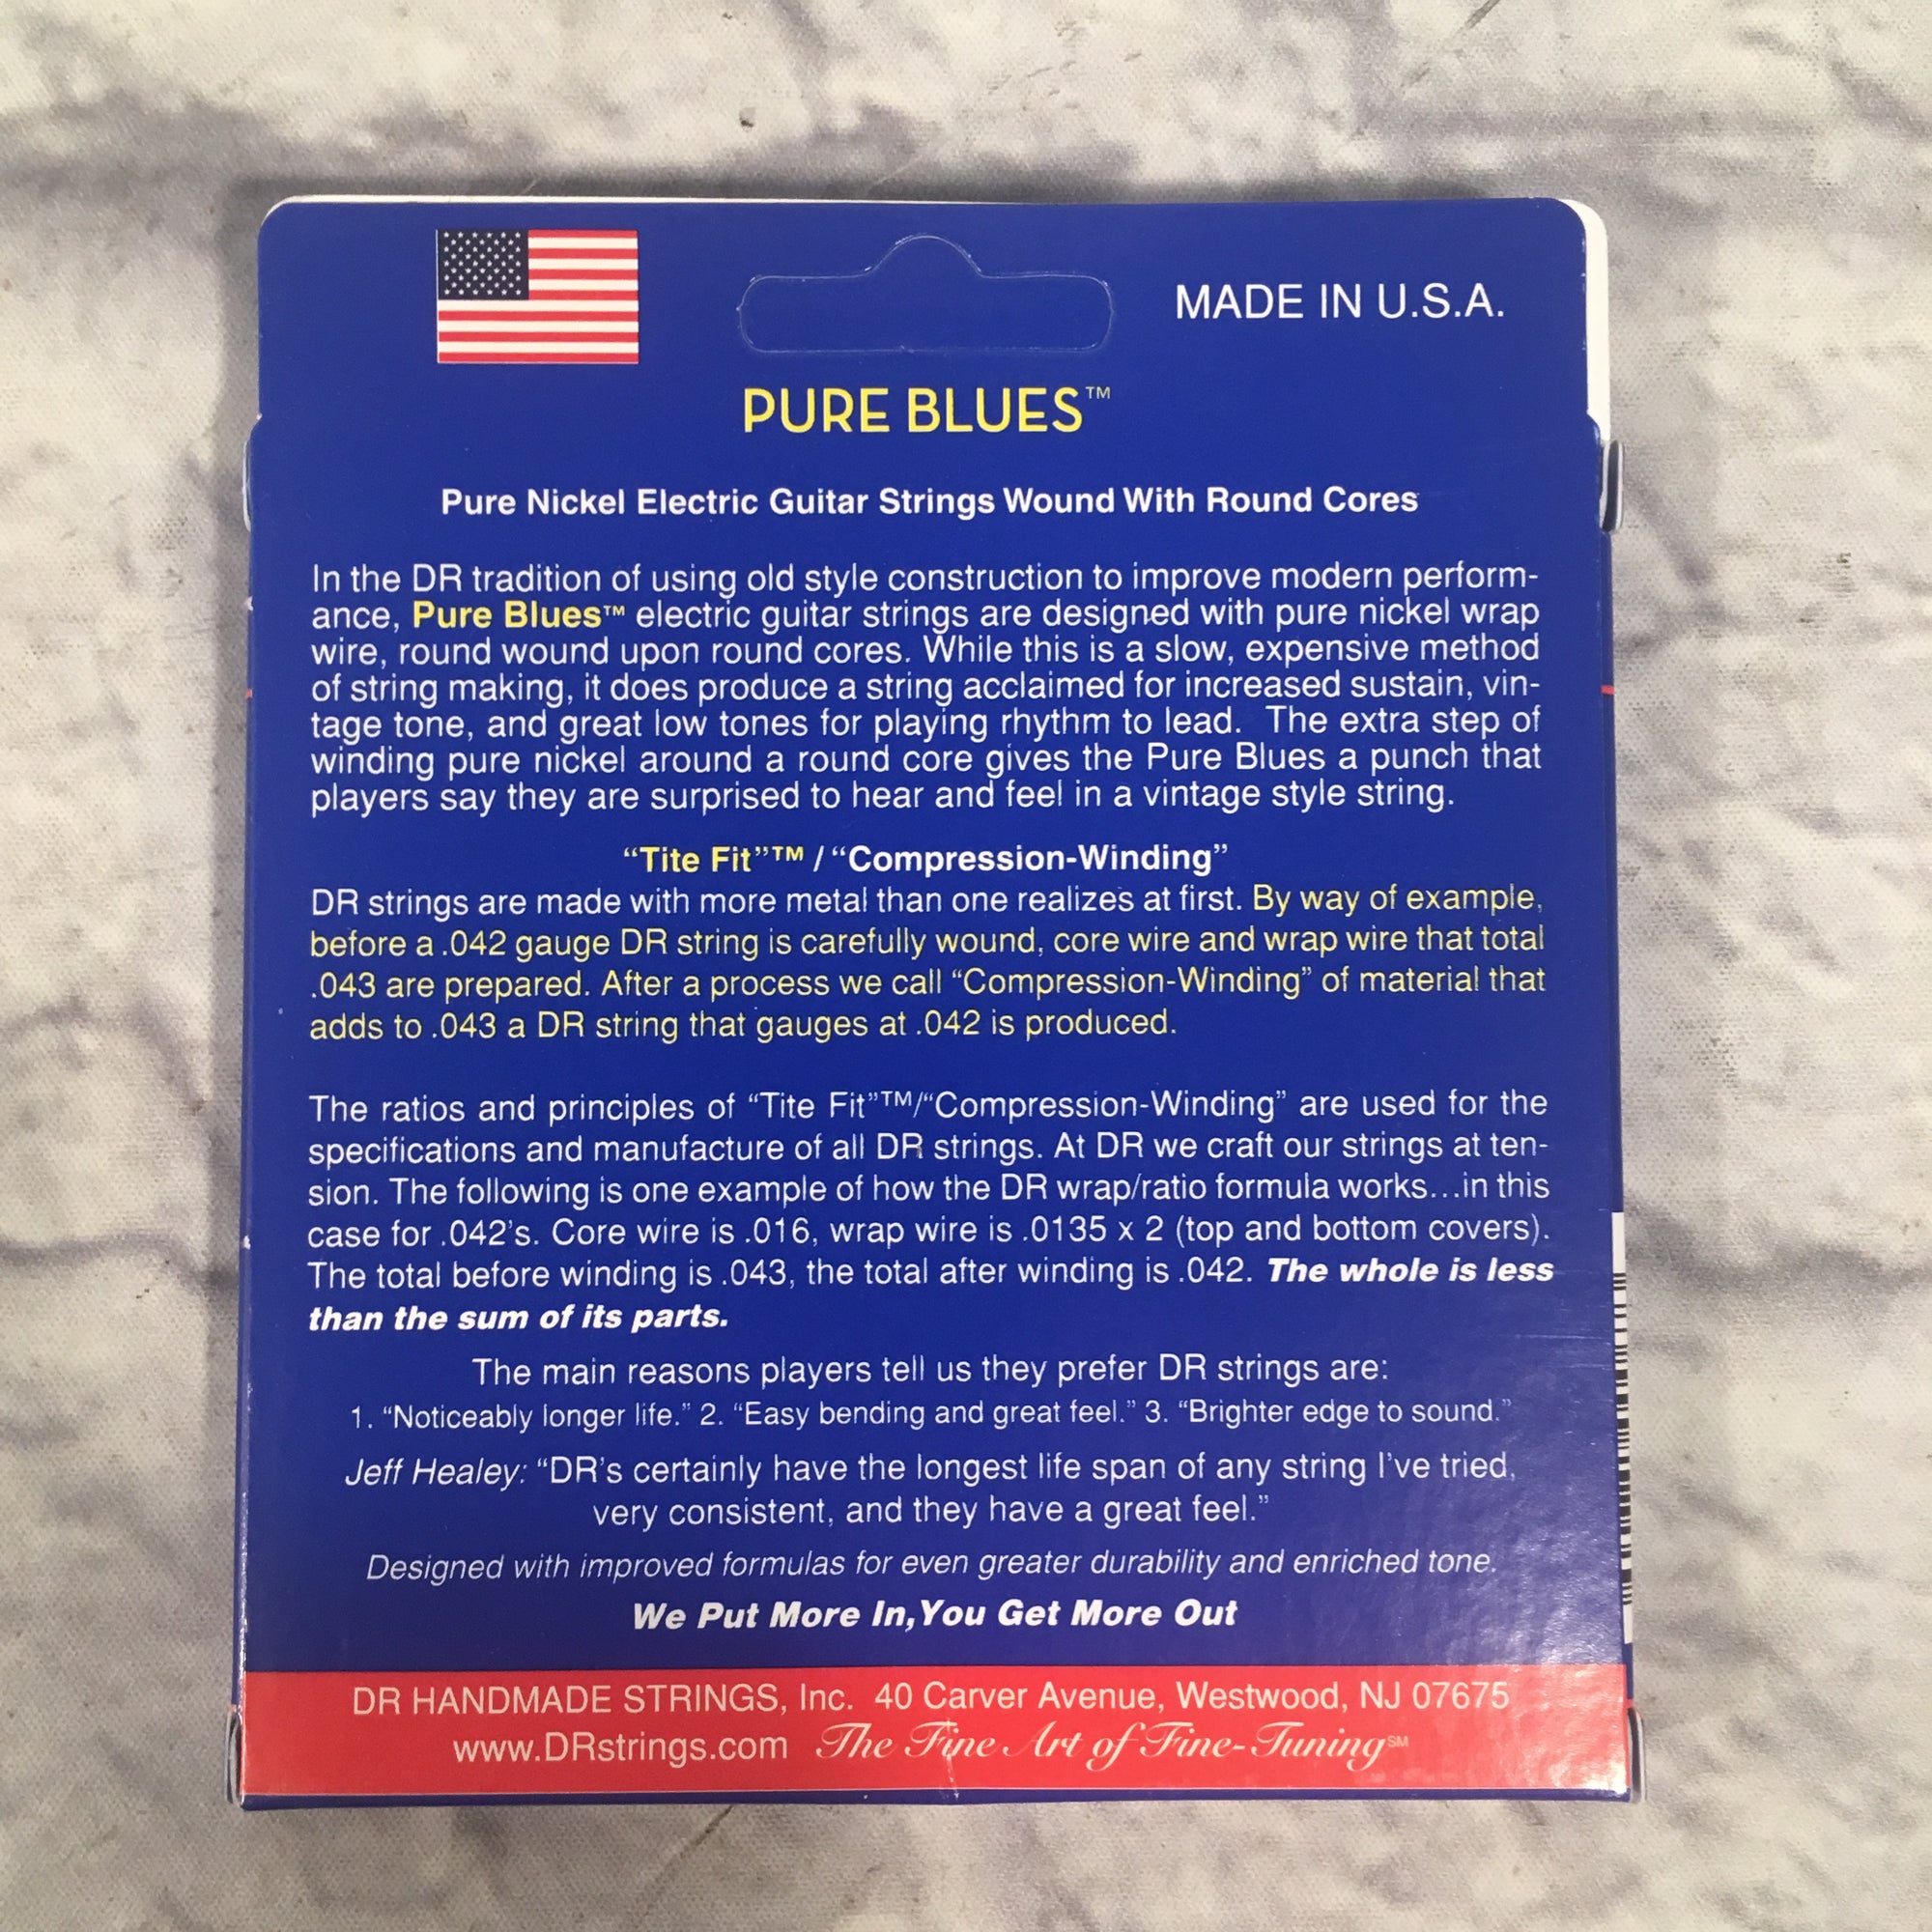 MADE IN U.S.A.
PURE BLUES™
Pure Nickel Electric Guitar Strings Wound With Round Cores
In the DR tradition of using old style construction to improve modern perform-
ance, Pure Blues™ electric guitar strings are designed with pure nickel wrap
wire, round wound upon round cores. While this is a slow, expensive method
of string making, it does produce a string acclaimed for increased sustain, vin-
tage tone, and great low tones for playing rhythm to lead. The extra step of
winding pure nickel around a round core gives the Pure Blues a punch that
players say they are surprised to hear and feel in a vintage style string.
“Tite Fit”™ / “Compression-Winding”
DR strings are made with more metal than one realizes at first. By way of example,
before a .042 gauge DR string is carefully wound, core wire and wrap wire that total
.043 are prepared. After a process we call “Compression-Winding” of material that
adds to .043 a DR string that gauges at .042 is produced.
The ratios and principles of “Tite Fit”™/“Compression-Winding” are used for the
specifications and manufacture of all DR strings. At DR we craft our strings at ten-
sion. The following is one example of how the DR wrap/ratio formula works...in this
case for .042’s. Core wire is .016, wrap wire is .0135 x 2 (top and bottom covers).
The total before winding is .043, the total after winding is .042. The whole is less
than the sum of its parts.
The main reasons players tell us they prefer DR strings are:
1. “Noticeably longer life.” 2. “Easy bending and great feel.” 3. “Brighter edge to sound.”
Jeff Healey: “DR’s certainly have the longest life span of any string I’ve tried,
very consistent, and they have a great feel.”
Designed with improved formulas for even greater durability and enriched tone.
We Put More In,You Get More Out
DR HANDMADE STRINGS, Inc. 40 Carver Avenue, Westwood, NJ 07675
www.DRstrings.com The Fine Art of Fine-Tuning℠